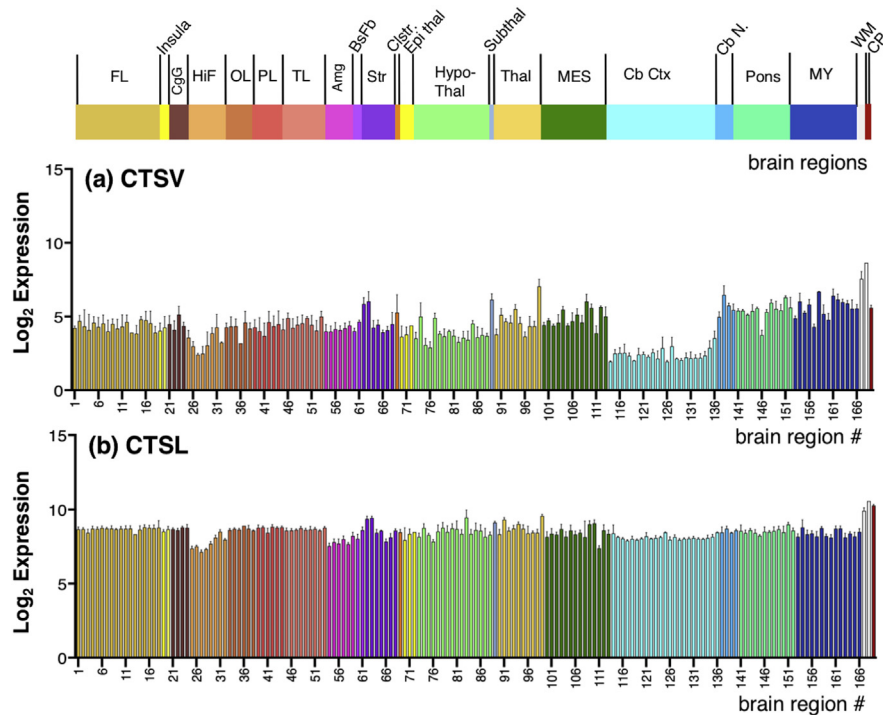 Insula
BsFb
Clstr.
Epi thal
Subthal
Cb N.
WM
CP
FL
CgG
HiF
OL
PL
TL
Amg
Str
Hypo-
Thal
Thal
MES
Cb Ctx
Pons
MY
brain regions
(a) CTSV
Log2 Expression
15
10
5
0
1 6 11 16 21 26 31 36 41 46 51 56 61 66 71 76 81 86 91 96 101 106 111 116 121 126 131 136 141 146 151 156 161 166
brain region #
(b) CTSL
Log2 Expression
15
10
5
0
1 6 11 16 21 26 31 36 41 46 51 56 61 66 71 76 81 86 91 96 101 106 111 116 121 126 131 136 141 146 151 156 161 166
brain region #